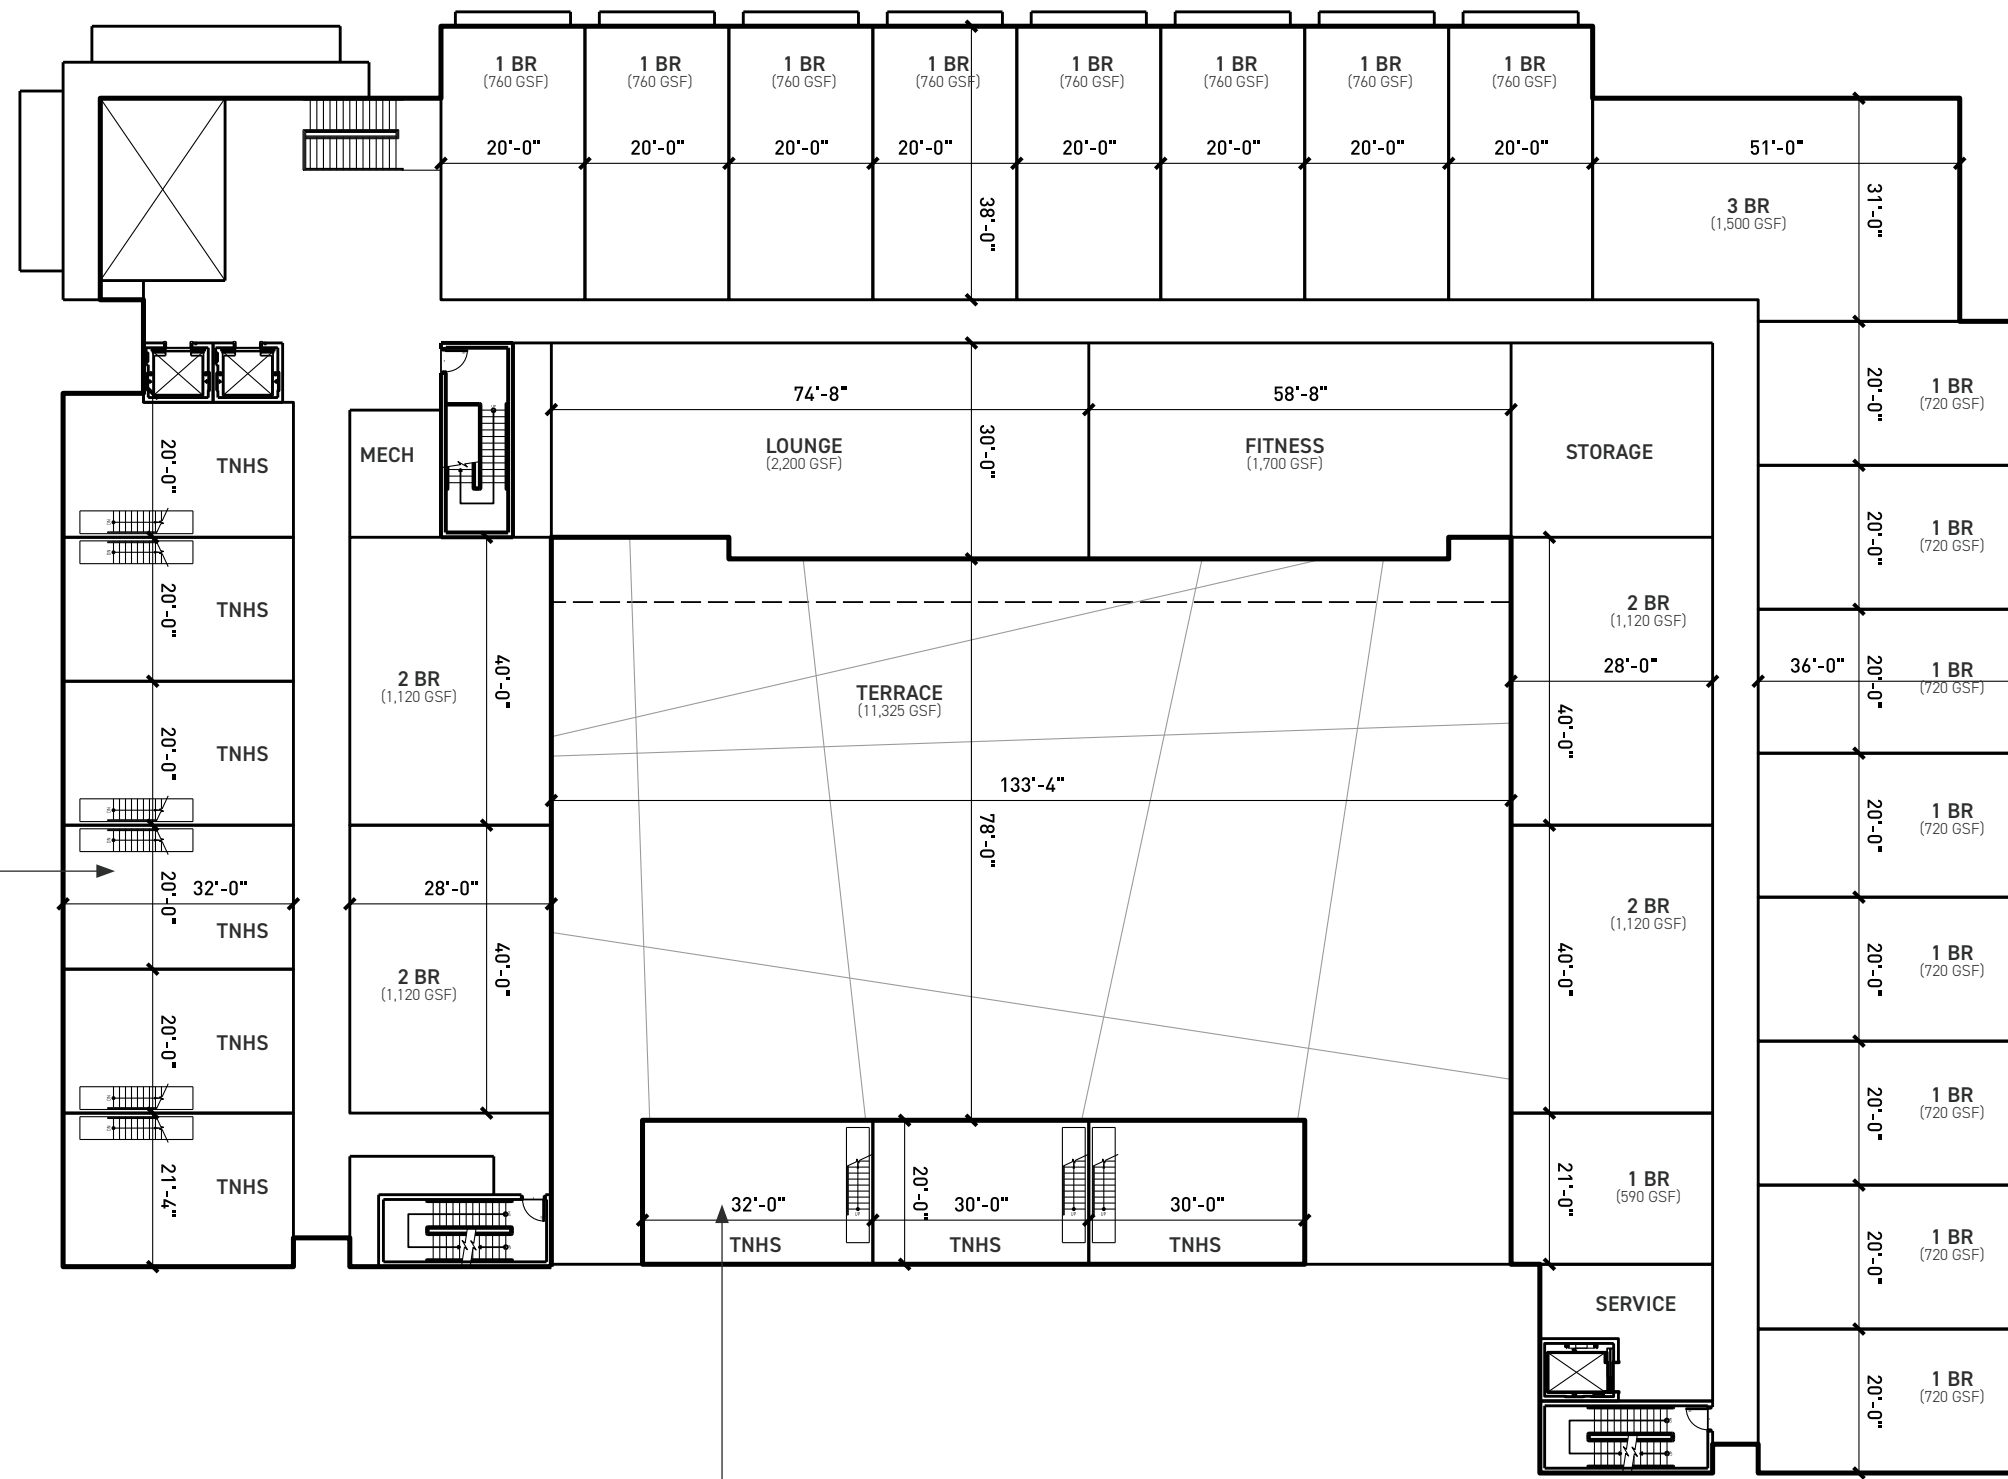 1 BR
(760 GSF)
1 BR
(760 GSF)
1 BR
(760 GSF)
1 BR
(760 GSF)
1 BR
(760 GSF)
1 BR
(760 GSF)
1 BR
(760 GSF)
1 BR
(760 GSF)
20'-0"
20'-0"
20'-0"
20'-0"
20'-0"
20'-0"
20'-0"
20'-0"
51'-0"
38'-0"
3 BR
(1,500 GSF)
31'-0"
74'-8"
58'-8"
20'-0"
1 BR
(720 GSF)
20'-0"
TNHS
MECH
LOUNGE
(2,200 GSF)
30'-0"
FITNESS
(1,700 GSF)
STORAGE
20'-0"
1 BR
(720 GSF)
20'-0"
TNHS
2 BR
(1,120 GSF)
2 BR
(1,120 GSF)
40'-0"
TERRACE
(11,325 GSF)
28'-0"
36'-0"
20'-0"
1 BR
(720 GSF)
20'-0"
TNHS
40'-0"
133'-4"
78'-0"
20'-0"
1 BR
(720 GSF)
20'-0"
32'-0"
28'-0"
2 BR
(1,120 GSF)
TNHS
2 BR
(1,120 GSF)
40'-0"
40'-0"
20'-0"
1 BR
(720 GSF)
20'-0"
TNHS
20'-0"
1 BR
(720 GSF)
21'-4"
TNHS
32'-0"
20'-0"
30'-0"
30'-0"
21'-0"
1 BR
(590 GSF)
TNHS
TNHS
TNHS
20'-0"
1 BR
(720 GSF)
SERVICE
20'-0"
1 BR
(720 GSF)